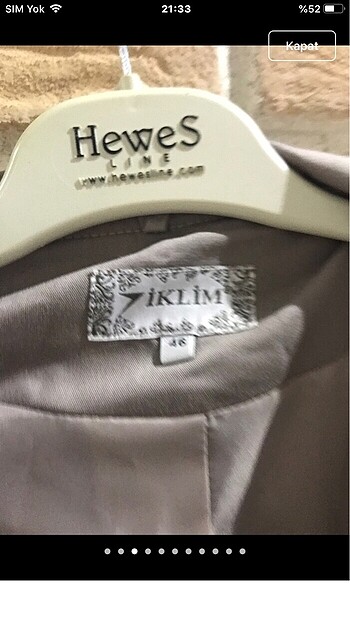 SIM Yok 21:33 %52
Kapat
HeweS
LINE
www.hewesline.com
İKLİM
46